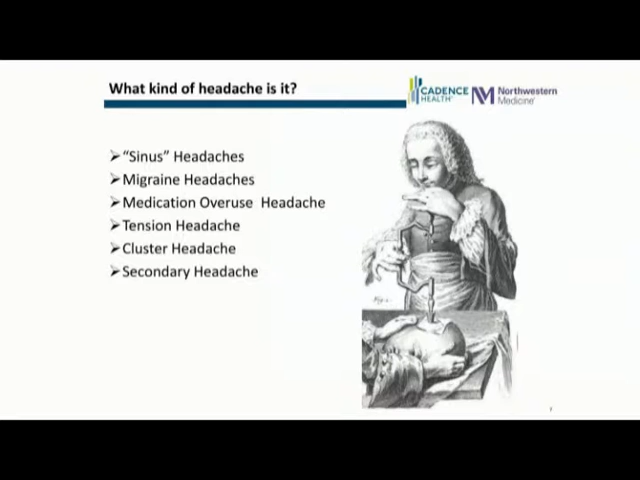 What kind of headache is it?
CADENCE
HEALTH
Northwestern
Medicine®
➢“Sinus” Headaches
➢Migraine Headaches
➢Medication Overuse Headache
➢Tension Headache
➢Cluster Headache
➢Secondary Headache